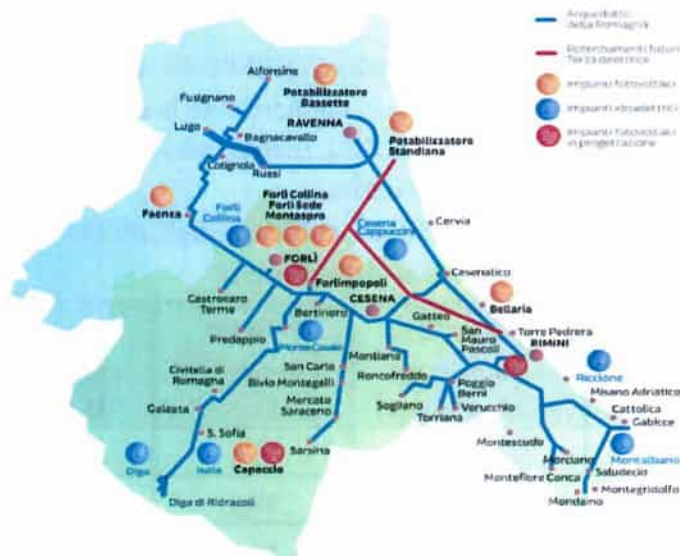 Acquedotto
della Romagna
Terza direttrice
Impianti fotovoltaici
Impianti idroelettrici
Impianti fotovoltaici
in progettazione
Alfonsine
Potabilizzatore
Bassette
Fusignano
RAVENNA
Lugo
Bagnacavallo
Potabilizzatore
Standiana
Cotignola
Russi
Forlì Collina
Forlì Sede
Montaspro
Faenza
Forlì
Collina
Cesena
Cappuccini
Cervia
FORLÌ
Cesenatico
Forlimpopoli
Castrocaro
Terme
Bertinoro
CESENA
Bellaria
Gatteo
Predappio
San
Mauro
Pascoli
Torre Pedrera
RIMINI
Monte Casale
Montiano
Civitella di
Romagna
San Carlo
Bivio Montegelli
Roncofreddo
Poggio
Berni
Riccione
Misano Adriatico
Galeata
Mercato
Saraceno
Sogliano
Torriana
Verucchio
Cattolica
Gabicce
S. Sofia
Sarsina
Montescudo
Morciano
Montalbano
Diga
Isola
Capaccio
Montefiore Conca
Saludecio
Diga di Ridracoli
Montegridolfo
Mondaino